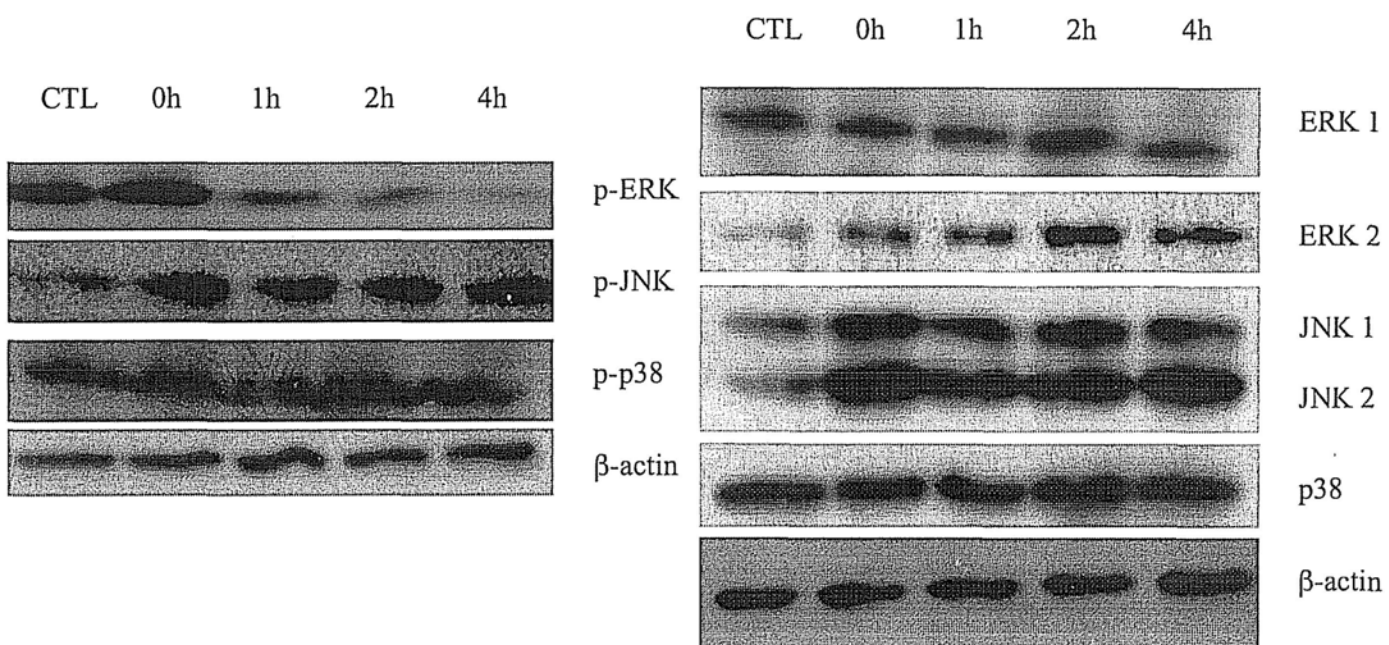 CTL 0h 1h 2h 4h
p-ERK
p-JNK
p-p38
β-actin
CTL 0h 1h 2h 4h
ERK 1
ERK 2
JNK 1
JNK 2
p38
β-actin